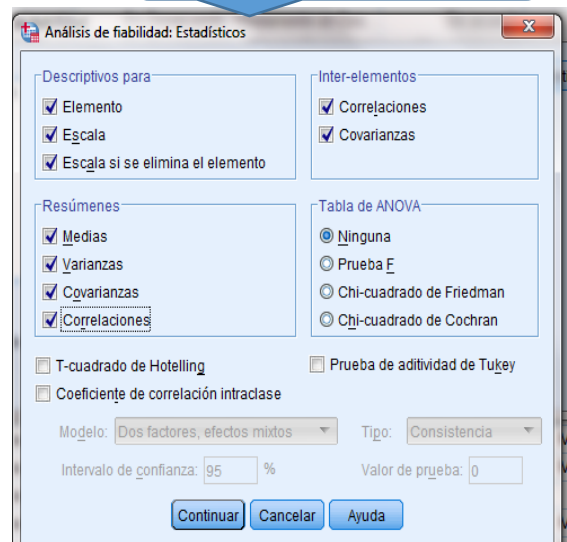 Análisis de fiabilidad: Estadísticos
Descriptivos para
Elemento
Escala
Escala si se elimina el elemento
Inter-elementos
Correlaciones
Covarianzas
Resúmenes
Medias
Varianzas
Covarianzas
Correlaciones
Tabla de ANOVA
Ninguna
Prueba F
Chi-cuadrado de Friedman
Chi-cuadrado de Cochran
T-cuadrado de Hotelling
Prueba de aditividad de Tukey
Coeficiente de correlación intraclase
Modelo: Dos factores, efectos mixtos Tipo: Consistencia
Intervalo de confianza: 95 % Valor de prueba: 0
Continuar Cancelar Ayuda